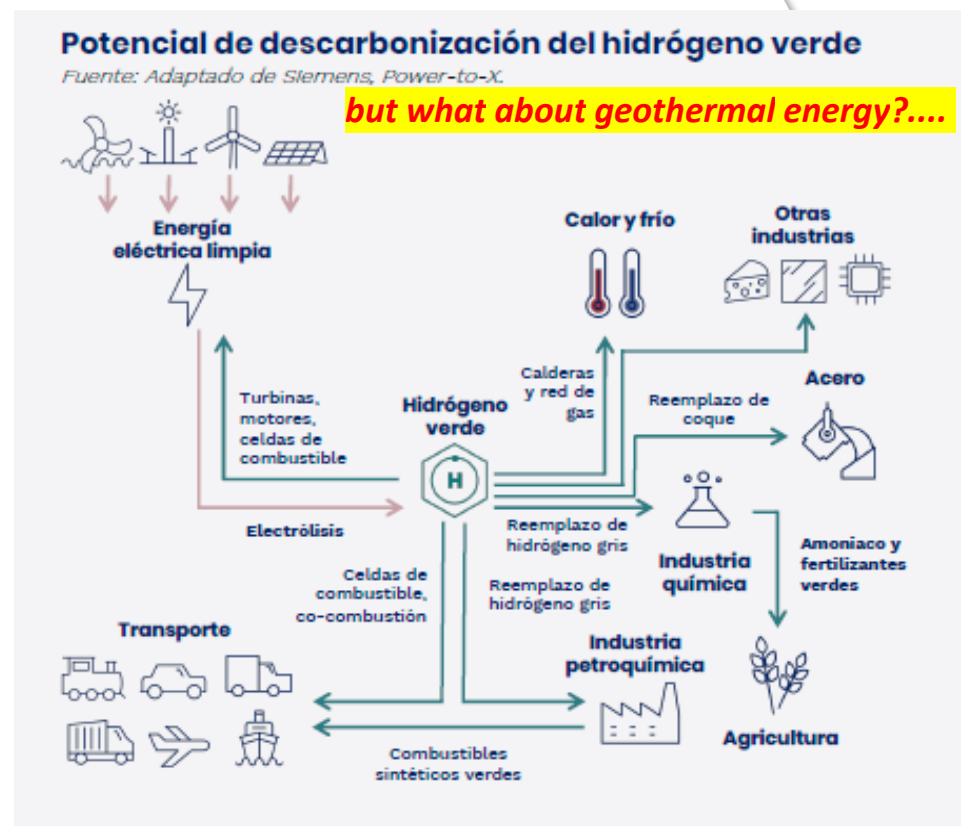 Potencial de descarbonización del hidrógeno verde
Fuente: Adaptado de Siemens, Power-to-X.
but what about geothermal energy?....
Energía
eléctrica limpia
Calor y frío
Otras
industrias
Turbinas,
motores,
celdas de
combustible
Hidrógeno
verde
H
Calderas
y red de
gas
Reemplazo de
coque
Acero
Electrólisis
Reemplazo de
hidrógeno gris
Industria
química
Amoniaco y
fertilizantes
verdes
Celdas de
combustible,
co-combustión
Reemplazo de
hidrógeno gris
Transporte
Industria
petroquímica
Agricultura
Combustibles
sintéticos verdes